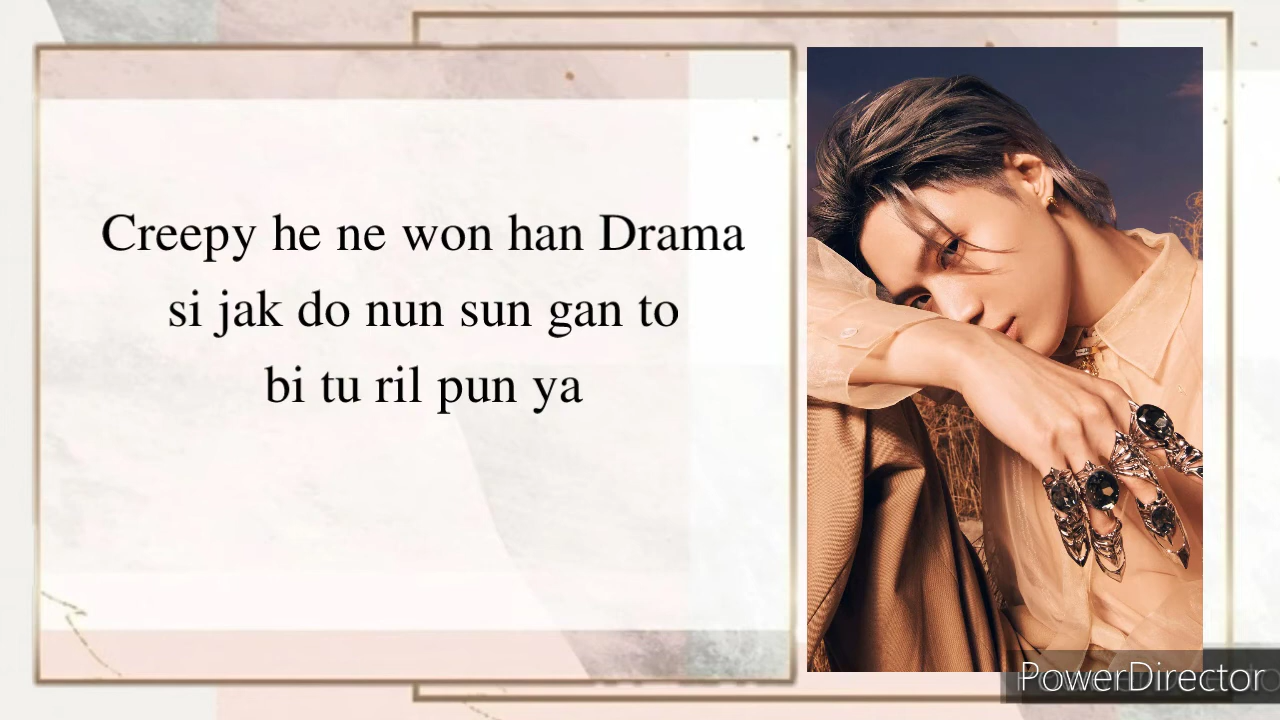 Creepy he ne won han Drama
si jak do nun sun gan to
bi tu ril pun ya
PowerDirector